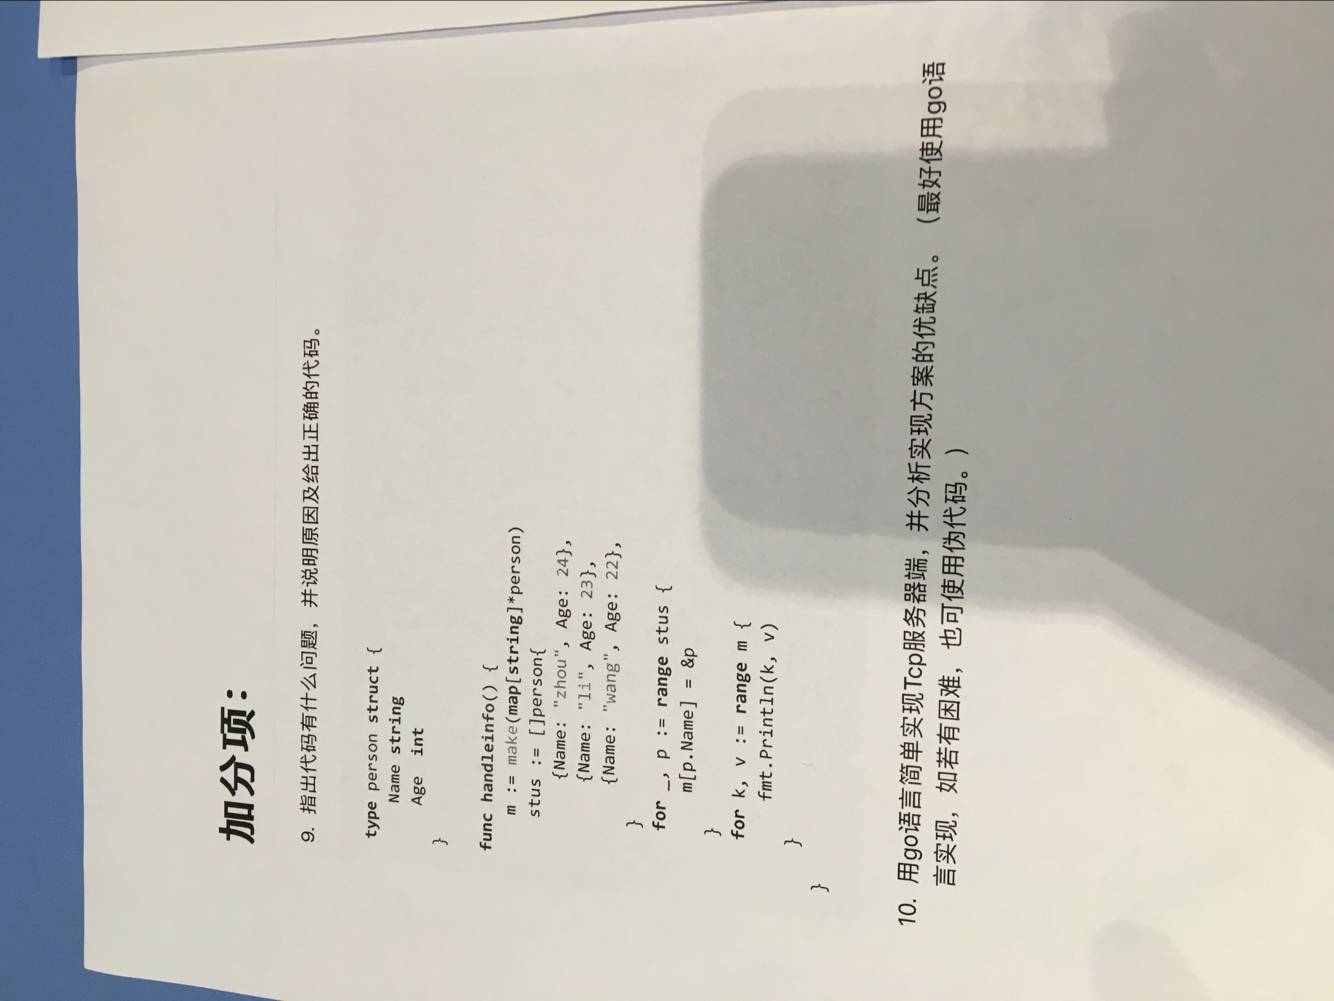 加分项：
9. 指出代码有什么问题，并说明原因及给出正确的代码。
type person struct {
Name string
Age int
}
func handleinfo() {
m := make(map[string]*person)
stus := []person{
{Name: "zhou", Age: 24},
{Name: "li", Age: 23},
{Name: "wang", Age: 22},
}
for _, p := range stus {
m[p.Name] = &p
}
for k, v := range m {
fmt.Println(k, v)
}
}
10. 用go语言简单实现Tcp服务器端，并分析实现方案的优缺点。（最好使用go语
言实现，如若有困难，也可使用伪代码。）